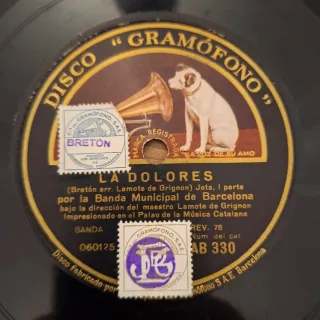 DISCO "GRAMÓFONO"
MARCA REGISTRADA
LA VOZ DE SU AMO
GRAMÓFONO, S.A.E.
BRETON
LA DOLORES
(Bretón arr. Lamote de Grignon) Jota, I parte
por la Banda Municipal de Barcelona
bajo la dirección del maestro Lamote de Grignon
Impresionado en el Palau de la Música Catalana
BANDA
REV. 78
060125
AB 330
GRAMÓFONO, S.A.E.
Disco fabricado por
Gramófono S.A.E. Barcelona